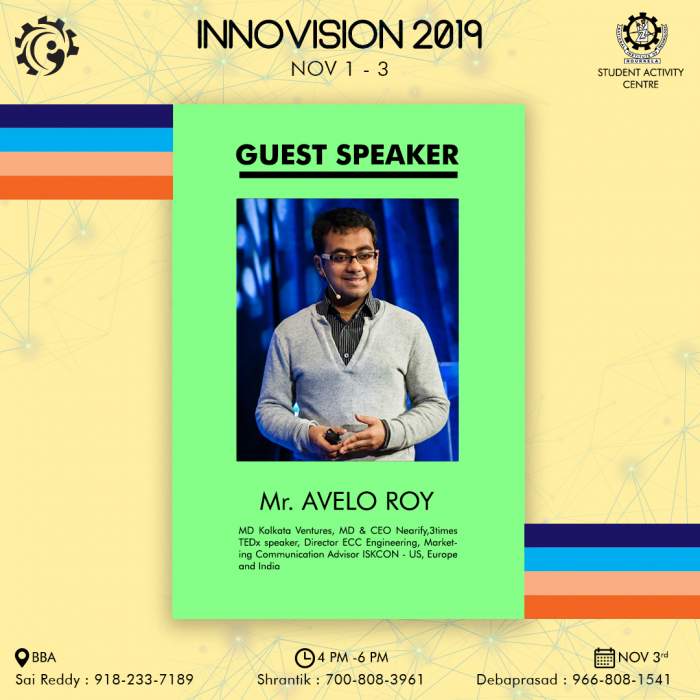 INNOVISION 2019
NOV 1 - 3
STUDENT ACTIVITY
CENTRE
GUEST SPEAKER
Mr. AVELO ROY
MD Kolkata Ventures, MD & CEO Nearify,3times
TEDx speaker, Director ECC Engineering, Market-
ing Communication Advisor ISKCON - US, Europe
and India
BBA
4 PM -6 PM
NOV 3rd
Sai Reddy : 918-233-7189
Shrantik : 700-808-3961
Debaprasad : 966-808-1541